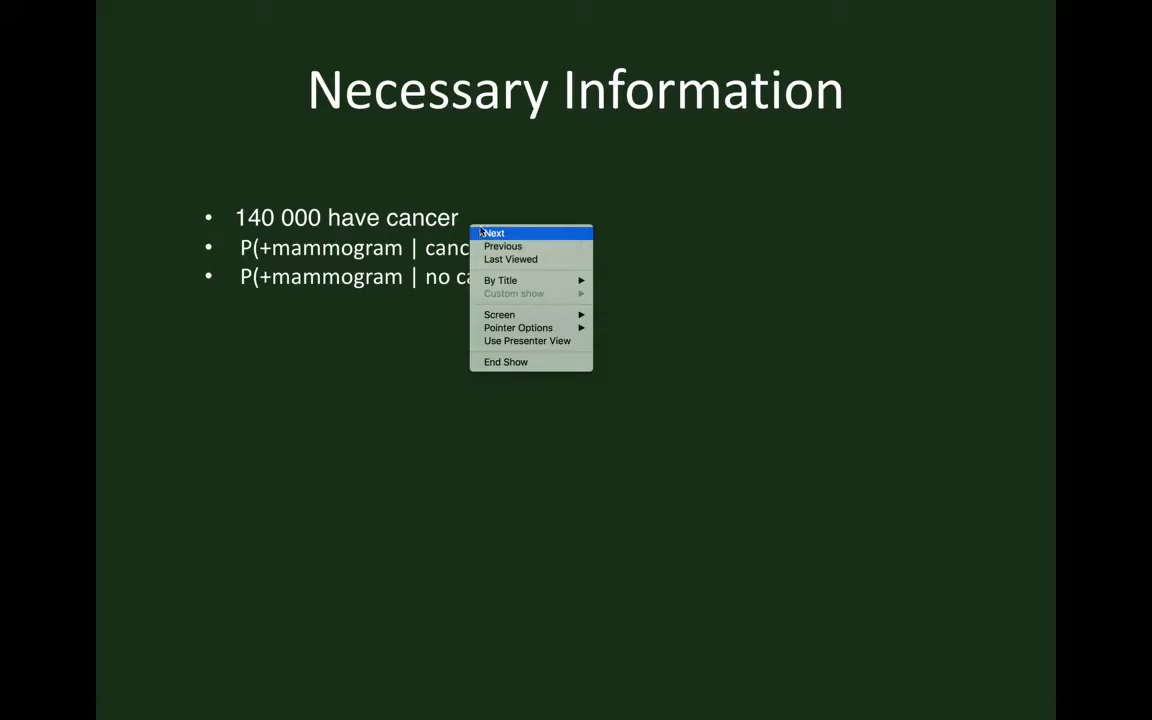 Necessary Information
• 140 000 have cancer
• P(+mammogram | canc
• P(+mammogram | no ca
Next
Previous
Last Viewed
By Title
Custom show
Screen
Pointer Options
Use Presenter View
End Show